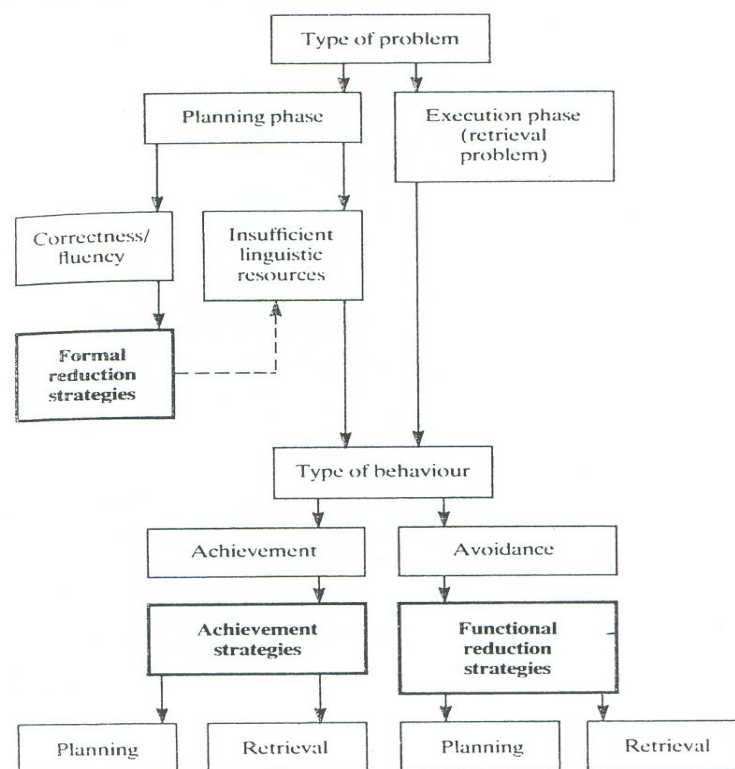 Type of problem
Planning phase
Execution phase
(retrieval
problem)
Correctness/
fluency
Insufficient
linguistic
resources
Formal
reduction
strategies
Type of behaviour
Achievement
Avoidance
Achievement
strategies
Functional
reduction
strategies
Planning
Retrieval
Planning
Retrieval